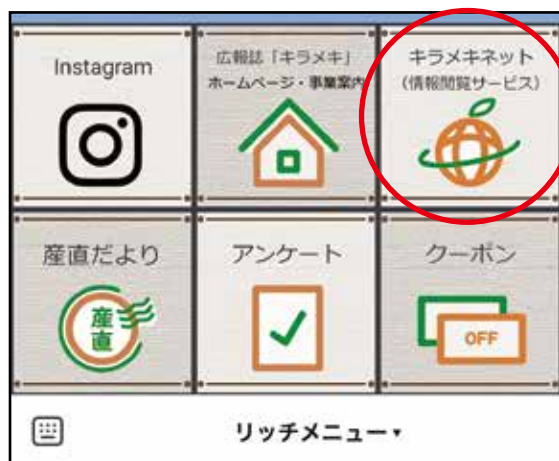 Instagram
広報誌「キラメキ」
ホームページ・事業案内
キラメキネット
(情報閲覧サービス)
産直だより
産直
アンケート
クーポン
OFF
リッチメニュー▾